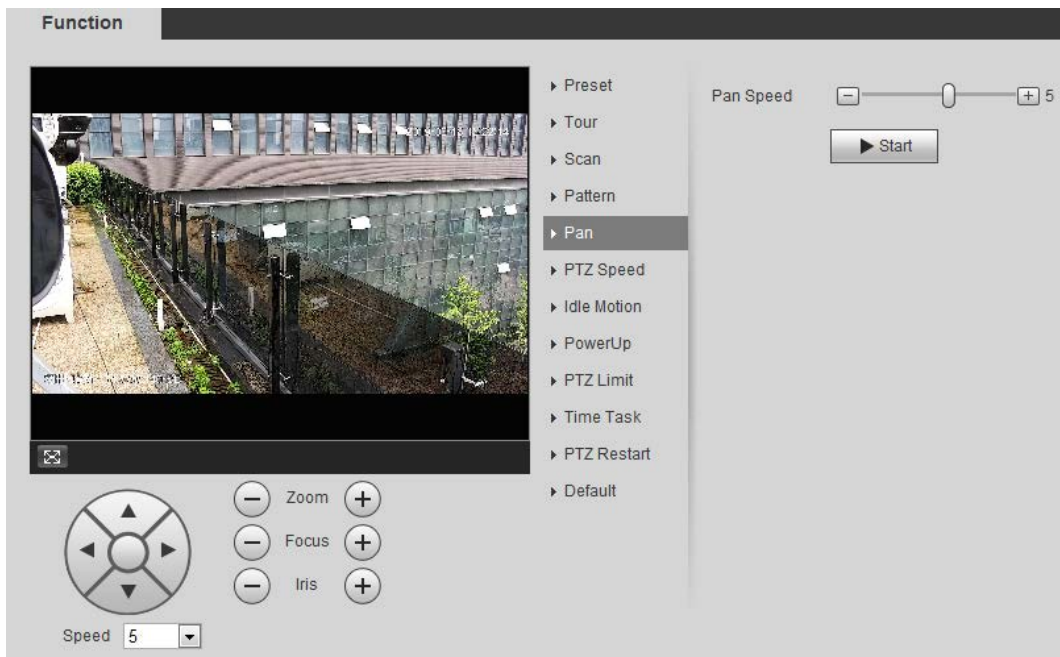 Function
Preset
Tour
Scan
Pattern
Pan
PTZ Speed
Idle Motion
PowerUp
PTZ Limit
Time Task
PTZ Restart
Default
Pan Speed
5
Start
Zoom
Focus
Iris
Speed 5